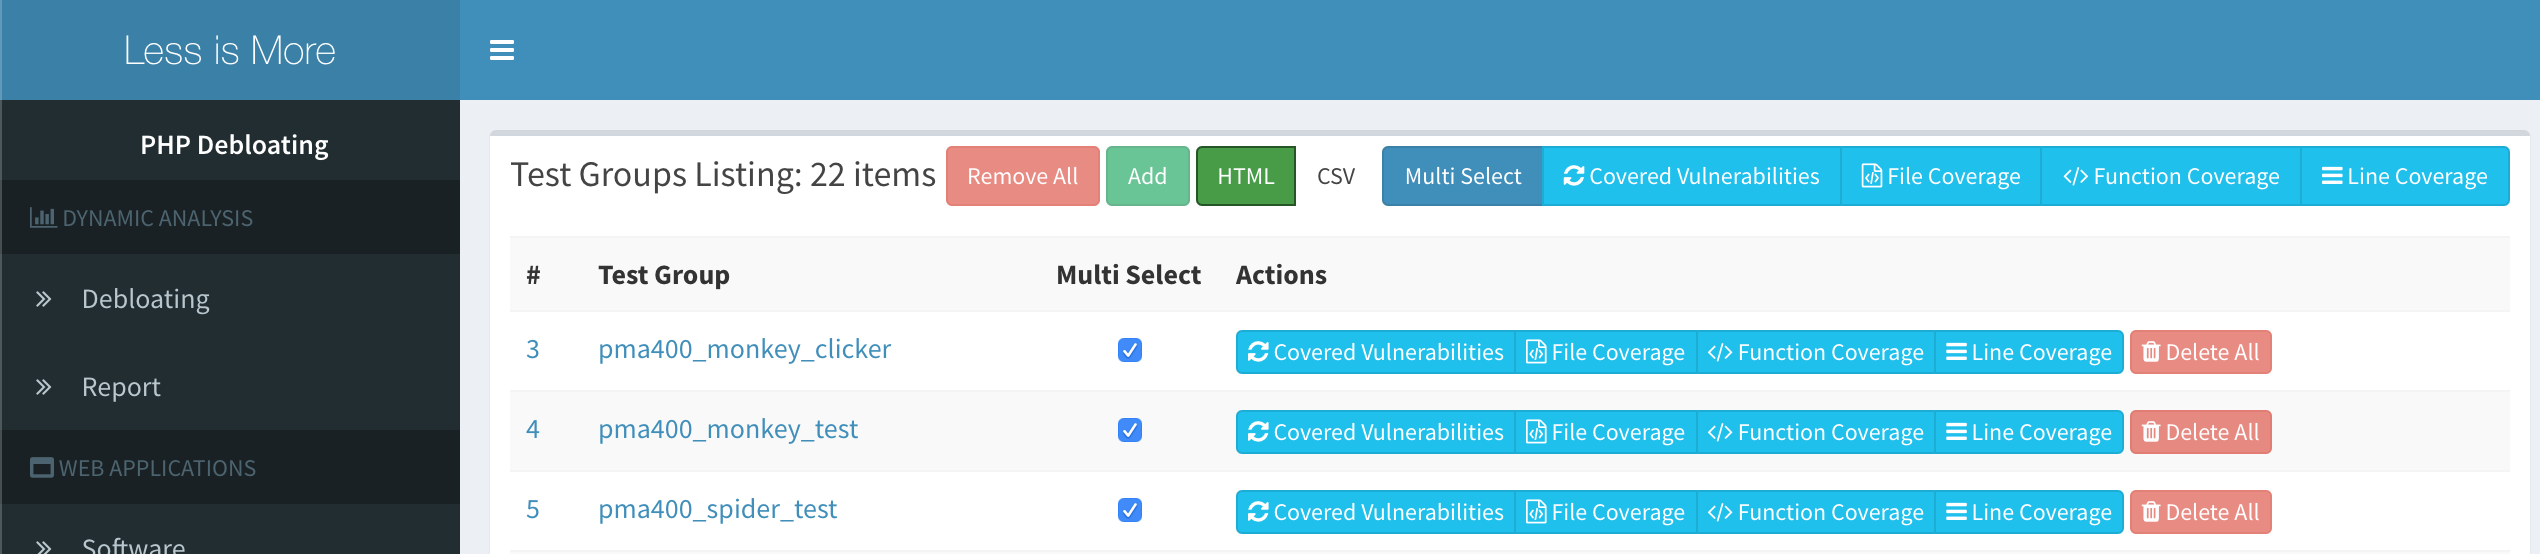 Less is More
PHP Debloating
DYNAMIC ANALYSIS
Debloating
Report
WEB APPLICATIONS
Software
Test Groups Listing: 22 items Remove All Add HTML CSV Multi Select Covered Vulnerabilities File Coverage Function Coverage Line Coverage
# Test Group Multi Select Actions
3 pma400_monkey_clicker Covered Vulnerabilities File Coverage Function Coverage Line Coverage Delete All
4 pma400_monkey_test Covered Vulnerabilities File Coverage Function Coverage Line Coverage Delete All
5 pma400_spider_test Covered Vulnerabilities File Coverage Function Coverage Line Coverage Delete All